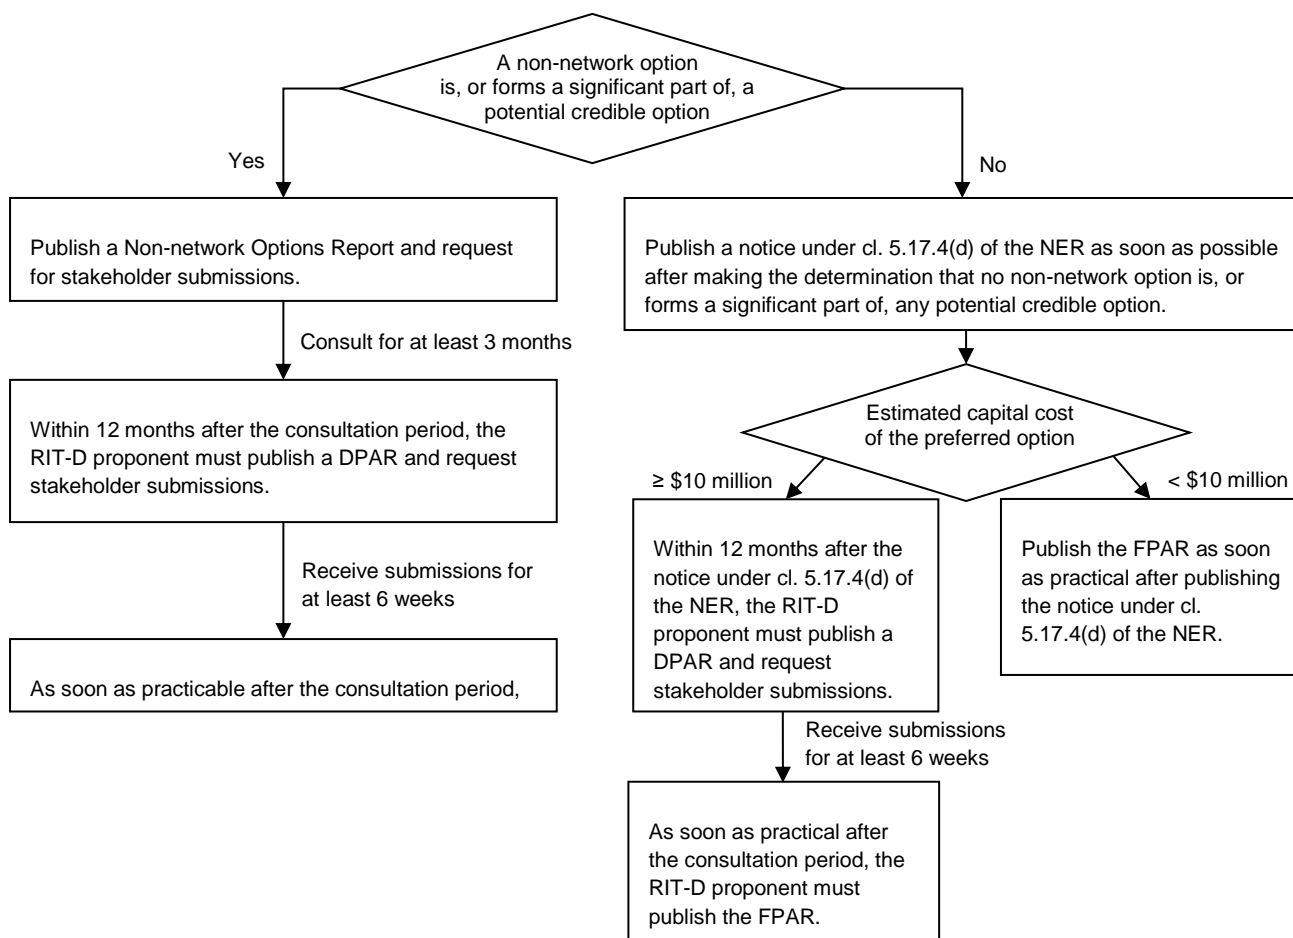 A non-network option
is, or forms a significant part of, a
potential credible option
Yes
No
Publish a Non-network Options Report and request
for stakeholder submissions.
Publish a notice under cl. 5.17.4(d) of the NER as soon as possible
after making the determination that no non-network option is, or
forms a significant part of, any potential credible option.
Consult for at least 3 months
Within 12 months after the consultation period, the
RIT-D proponent must publish a DPAR and request
stakeholder submissions.
Estimated capital cost
of the preferred option
≥ $10 million
< $10 million
Within 12 months after the
notice under cl. 5.17.4(d) of
the NER, the RIT-D
proponent must publish a
DPAR and request
stakeholder submissions.
Publish the FPAR as soon
as practical after publishing
the notice under cl.
5.17.4(d) of the NER.
Receive submissions for
at least 6 weeks
As soon as practicable after the consultation period,
Receive submissions
for at least 6 weeks
As soon as practical after
the consultation period, the
RIT-D proponent must
publish the FPAR.